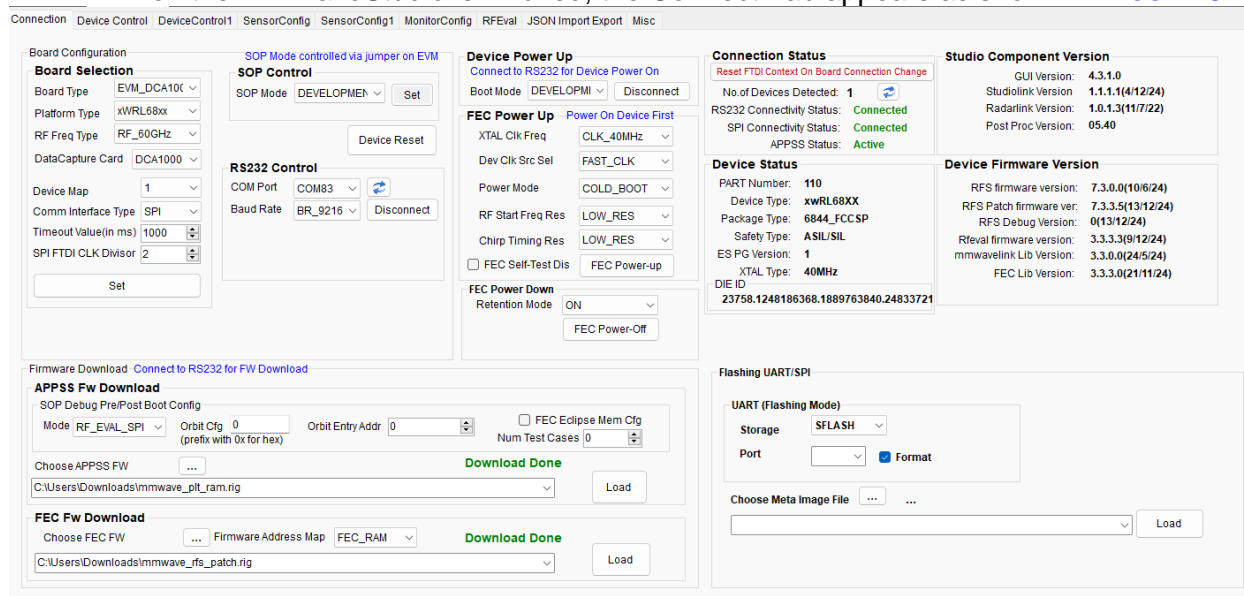 Connection Device Control DeviceControl1 SensorConfig SensorConfig1 MonitorConfig RFEval JSON Import Export Misc
Board Configuration
Board Selection
Board Type EVM_DCA10(
Platform Type xWRL68xx
RF Freq Type RF_60GHz
DataCapture Card DCA1000
Device Map 1
Comm Interface Type SPI
Timeout Value(in ms) 1000
SPI FTDI CLK Divisor 2
Set
SOP Mode controlled via jumper on EVM
SOP Control
SOP Mode DEVELOPMEN Set
Device Reset
RS232 Control
COM Port COM83
Baud Rate BR_9216 Disconnect
Device Power Up
Connect to RS232 for Device Power On
Boot Mode DEVELOPMI Disconnect
FEC Power Up Power On Device First
XTAL Clk Freq CLK_40MHz
Dev Clk Src Sel FAST_CLK
Power Mode COLD_BOOT
RF Start Freq Res LOW_RES
Chirp Timing Res LOW_RES
FEC Self-Test Dis FEC Power-up
FEC Power Down
Retention Mode ON
FEC Power-Off
Connection Status
Reset FTDI Context On Board Connection Change
No.of Devices Detected: 1
RS232 Connectivity Status: Connected
SPI Connectivity Status: Connected
APPSS Status: Active
Device Status
PART Number: 110
Device Type: xwRL68XX
Package Type: 6844_FCCSP
Safety Type: ASIL/SIL
ES PG Version: 1
XTAL Type: 40MHz
DIE ID
23758.1248186368.1889763840.24833721
Studio Component Version
GUI Version: 4.3.1.0
Studiolink Version 1.1.1.1(4/12/24)
Radarlink Version: 1.0.1.3(11/7/22)
Post Proc Version: 05.40
Device Firmware Version
RFS firmware version: 7.3.0.0(10/6/24)
RFS Patch firmware ver: 7.3.3.5(13/12/24)
RFS Debug Version: 0(13/12/24)
Rfeval firmware version: 3.3.3.3(9/12/24)
mmwavelink Lib Version: 3.3.0.0(24/5/24)
FEC Lib Version: 3.3.3.0(21/11/24)
Firmware Download Connect to RS232 for FW Download
APPSS Fw Download
SOP Debug Pre/Post Boot Config
Mode RF_EVAL_SPI Orbit Cfg 0 Orbit Entry Addr 0 FEC Eclipse Mem Cfg
(prefix with 0x for hex) Num Test Cases 0
Choose APPSS FW ... Download Done
C:\Users\Downloads\mmwave_plt_ram.rig Load
FEC Fw Download
Choose FEC FW ... Firmware Address Map FEC_RAM Download Done
C:\Users\Downloads\mmwave_rfs_patch.rig Load
Flashing UART/SPI
UART (Flashing Mode)
Storage SFLASH
Port Format
Choose Meta Image File ... ...
Load